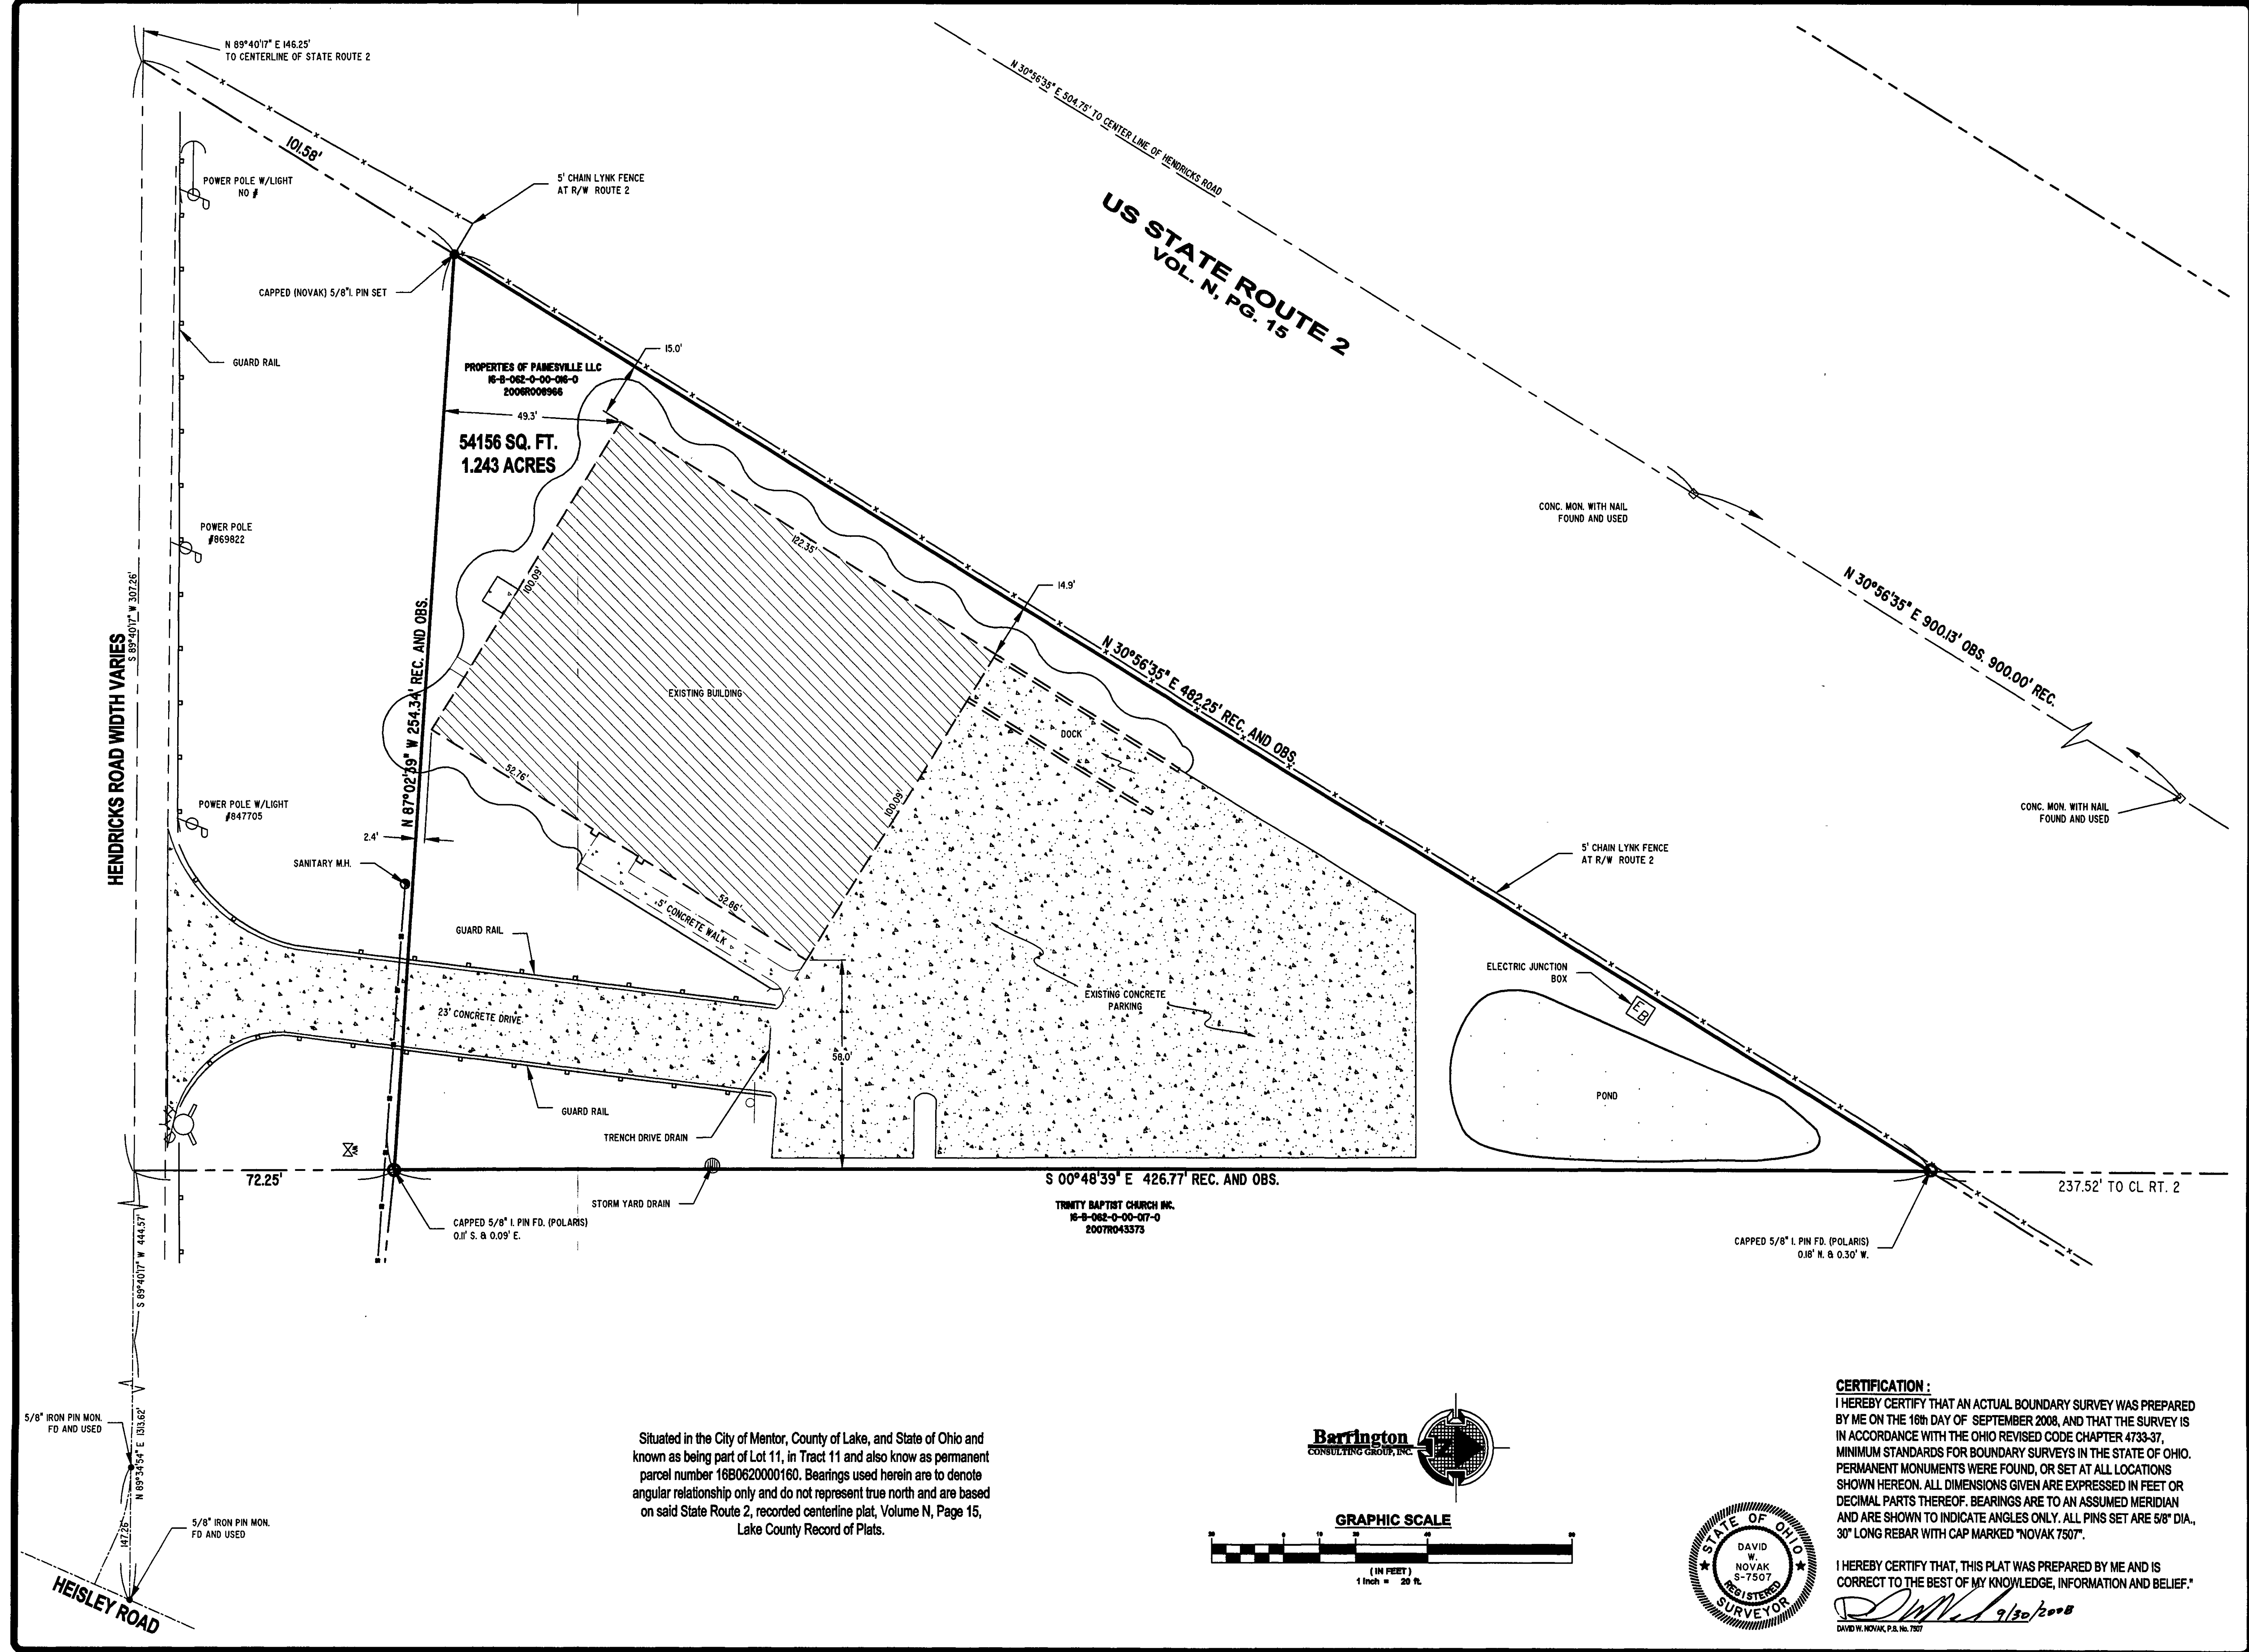 N 89°40'17" E 146.25'
TO CENTERLINE OF STATE ROUTE 2
101.58'
POWER POLE W/LIGHT
NO #
5' CHAIN LYNK FENCE
AT R/W ROUTE 2
CAPPED (NOVAK) 5/8" I. PIN SET
GUARD RAIL
N 30°56'35" E 504.75' TO CENTER LINE OF HENDRICKS ROAD
US STATE ROUTE 2
VOL. N, PG. 15
15.0'
PROPERTIES OF PAINESVILLE LLC
16-B-062-0-00-016-0
2006R008966
49.3'
54156 SQ. FT.
1.243 ACRES
POWER POLE
#869822
S 89°40'17" W 307.26'
HENDRICKS ROAD WIDTH VARIES
N 87°02'39" W 254.34' REC. AND OBS.
122.35'
100.09'
14.9'
CONC. MON. WITH NAIL
FOUND AND USED
N 30°56'35" E 900.13' OBS. 900.00' REC.
N 30°56'35" E 482.25' REC. AND OBS.
EXISTING BUILDING
DOCK
52.76'
100.09'
POWER POLE W/LIGHT
#847705
2.4'
SANITARY M.H.
CONC. MON. WITH NAIL
FOUND AND USED
5' CHAIN LYNK FENCE
AT R/W ROUTE 2
52.86'
5' CONCRETE WALK
GUARD RAIL
23' CONCRETE DRIVE
EXISTING CONCRETE
PARKING
ELECTRIC JUNCTION
BOX
EB
58.0'
POND
GUARD RAIL
TRENCH DRIVE DRAIN
72.25'
STORM YARD DRAIN
S 00°48'39" E 426.77' REC. AND OBS.
237.52' TO CL RT. 2
TRINITY BAPTIST CHURCH INC.
16-B-062-0-00-017-0
2007R043373
CAPPED 5/8" I. PIN FD. (POLARIS)
0.11' S. & 0.09' E.
CAPPED 5/8" I. PIN FD. (POLARIS)
0.18' N. & 0.30' W.
S 89°40'17" W 444.57'
5/8" IRON PIN MON.
FD AND USED
N 89°34'54" E 1313.62'
147.26'
5/8" IRON PIN MON.
FD AND USED
HEISLEY ROAD
Situated in the City of Mentor, County of Lake, and State of Ohio and
known as being part of Lot 11, in Tract 11 and also know as permanent
parcel number 16B0620000160. Bearings used herein are to denote
angular relationship only and do not represent true north and are based
on said State Route 2, recorded centerline plat, Volume N, Page 15,
Lake County Record of Plats.
Barrington
CONSULTING GROUP, INC.
Z
GRAPHIC SCALE
20 0 10 20 40 80
( IN FEET )
1 inch = 20 ft.
STATE OF OHIO
DAVID
W.
NOVAK
S-7507
REGISTERED
SURVEYOR
CERTIFICATION :
I HEREBY CERTIFY THAT AN ACTUAL BOUNDARY SURVEY WAS PREPARED
BY ME ON THE 16th DAY OF SEPTEMBER 2008, AND THAT THE SURVEY IS
IN ACCORDANCE WITH THE OHIO REVISED CODE CHAPTER 4733-37,
MINIMUM STANDARDS FOR BOUNDARY SURVEYS IN THE STATE OF OHIO.
PERMANENT MONUMENTS WERE FOUND, OR SET AT ALL LOCATIONS
SHOWN HEREON. ALL DIMENSIONS GIVEN ARE EXPRESSED IN FEET OR
DECIMAL PARTS THEREOF. BEARINGS ARE TO AN ASSUMED MERIDIAN
AND ARE SHOWN TO INDICATE ANGLES ONLY. ALL PINS SET ARE 5/8" DIA.,
30" LONG REBAR WITH CAP MARKED "NOVAK 7507".
I HEREBY CERTIFY THAT, THIS PLAT WAS PREPARED BY ME AND IS
CORRECT TO THE BEST OF MY KNOWLEDGE, INFORMATION AND BELIEF."
9/30/2008
DAVID W. NOVAK, P.S. No. 7507